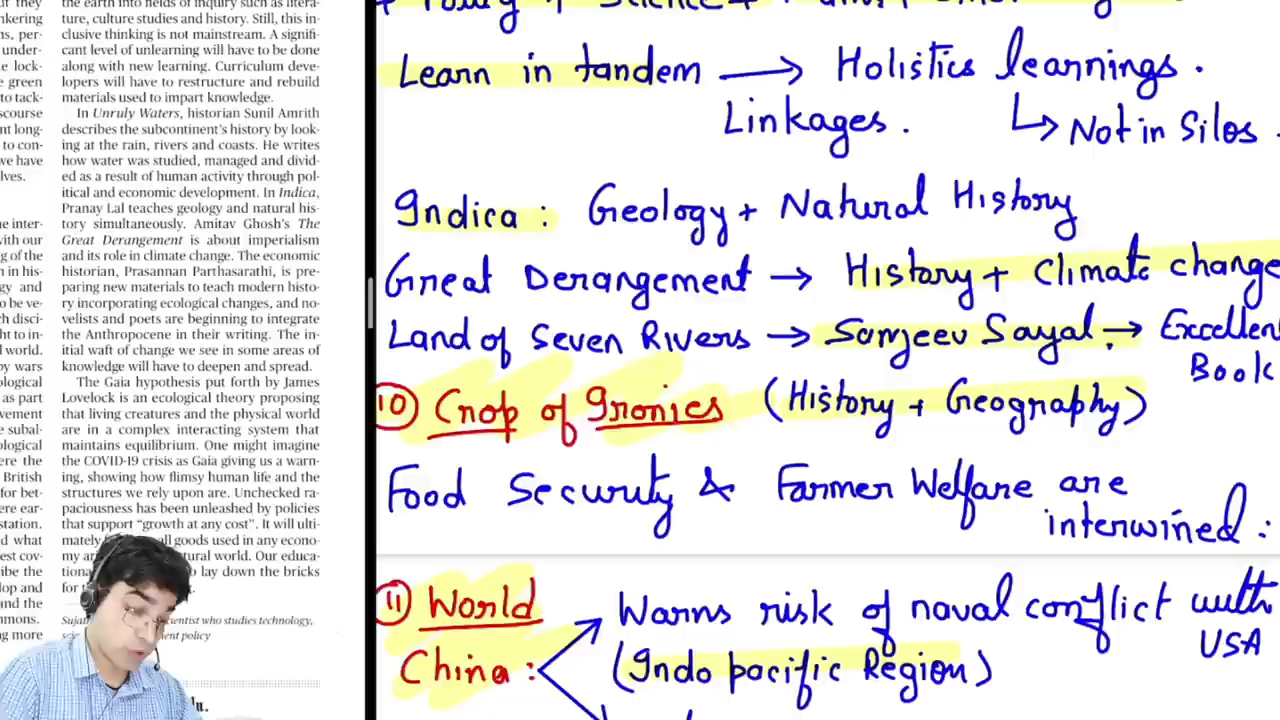 the earth into fields of inquiry such as litera-
ture, culture studies and history. Still, this in-
clusive thinking is not mainstream. A signifi-
cant level of unlearning will have to be done
along with new learning. Curriculum deve-
lopers will have to restructure and rebuild
materials used to impart knowledge.
In Unruly Waters, historian Sunil Amrith
describes the subcontinent's history by look-
ing at the rain, rivers and coasts. He writes
how water was studied, managed and divid-
ed as a result of human activity through pol-
itical and economic development. In Indica,
Pranay Lal teaches geology and natural his-
tory simultaneously. Amitav Ghosh's The
Great Derangement is about imperialism
and its role in climate change. The economic
historian, Prasannan Parthasarathi, is pre-
paring new materials to teach modern histo-
ry incorporating ecological changes, and no-
velists and poets are beginning to integrate
the Anthropocene in their writing. The in-
itial waft of change we see in some areas of
knowledge will have to deepen and spread.
The Gaia hypothesis put forth by James
Lovelock is an ecological theory proposing
that living creatures and the physical world
are in a complex interacting system that
maintains equilibrium. One might imagine
the COVID-19 crisis as Gaia giving us a warn-
ing, showing how flimsy human life and the
structures we rely upon are. Unchecked ra-
paciousness has been unleashed by policies
that support "growth at any cost". It will ulti-
all goods used in any econo-
tural world. Our educa-
to lay down the bricks
entist who studies technology,
ent policy
Learn in tandem → Holistics learnings.
Linkages. ↳ Not in Silos.
Indica: Geology + Natural History
Great Derangement → History + Climate change
Land of Seven Rivers → Sanjeev Sayal → Excellent
Book
10 Crop of Ironies (History + Geography)
Food Security & Farmer Welfare are
interwined:
11 World
China: Warns risk of naval conflict with
USA
(Indo pacific Region)